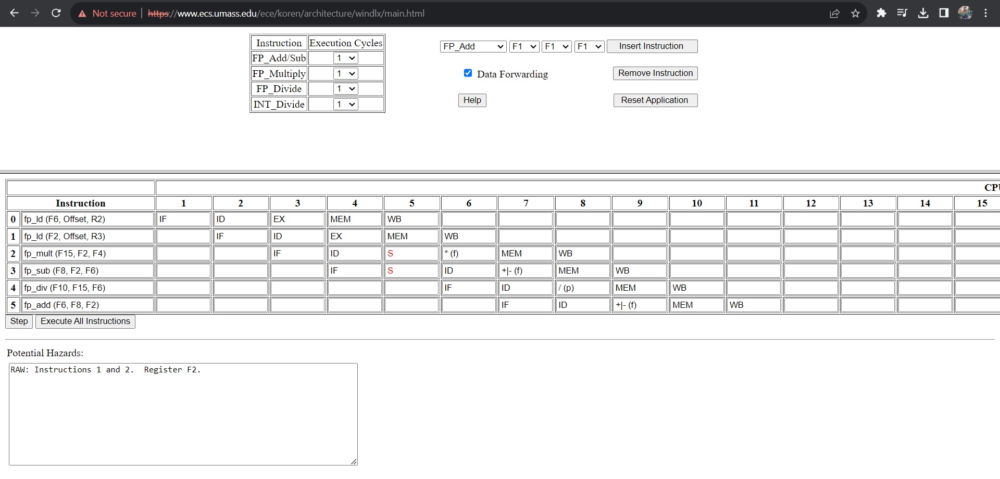 Not secure | https://www.ecs.umass.edu/ece/koren/architecture/windlx/main.html
Instruction Execution Cycles
FP_Add/Sub 1
FP_Multiply 1
FP_Divide 1
INT_Divide 1
FP_Add F1 F1 F1 Insert Instruction
Data Forwarding Remove Instruction
Help Reset Application
CPU
Instruction 1 2 3 4 5 6 7 8 9 10 11 12 13 14 15
0 fp_ld (F6, Offset, R2) IF ID EX MEM WB
1 fp_ld (F2, Offset, R3) IF ID EX MEM WB
2 fp_mult (F15, F2, F4) IF ID S * (f) MEM WB
3 fp_sub (F8, F2, F6) IF S ID +|- (f) MEM WB
4 fp_div (F10, F15, F6) IF ID / (p) MEM WB
5 fp_add (F6, F8, F2) IF ID +|- (f) MEM WB
Step Execute All Instructions
Potential Hazards:
RAW: Instructions 1 and 2. Register F2.